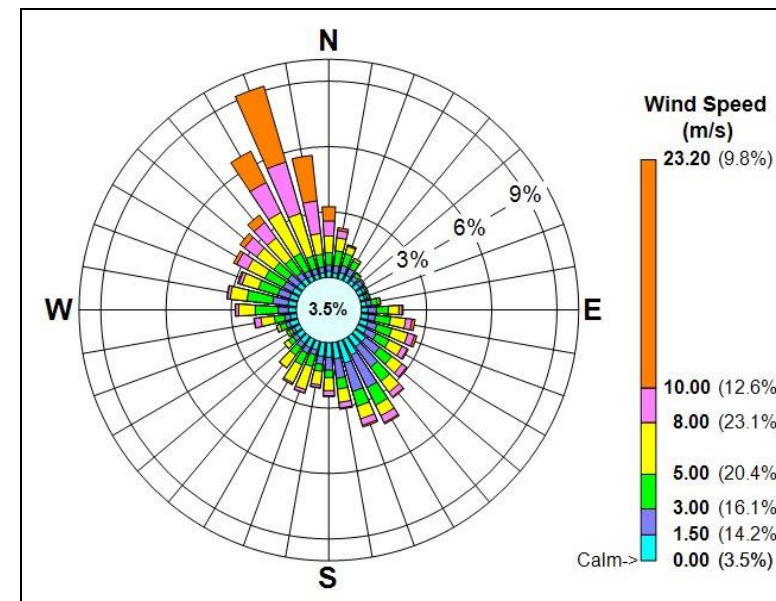 N
9%
6%
3%
W
3.5%
E
S
Wind Speed
(m/s)
23.20 (9.8%)
10.00 (12.6%
8.00 (23.1%
5.00 (20.4%
3.00 (16.1%
1.50 (14.2%
Calm-> 0.00 (3.5%)